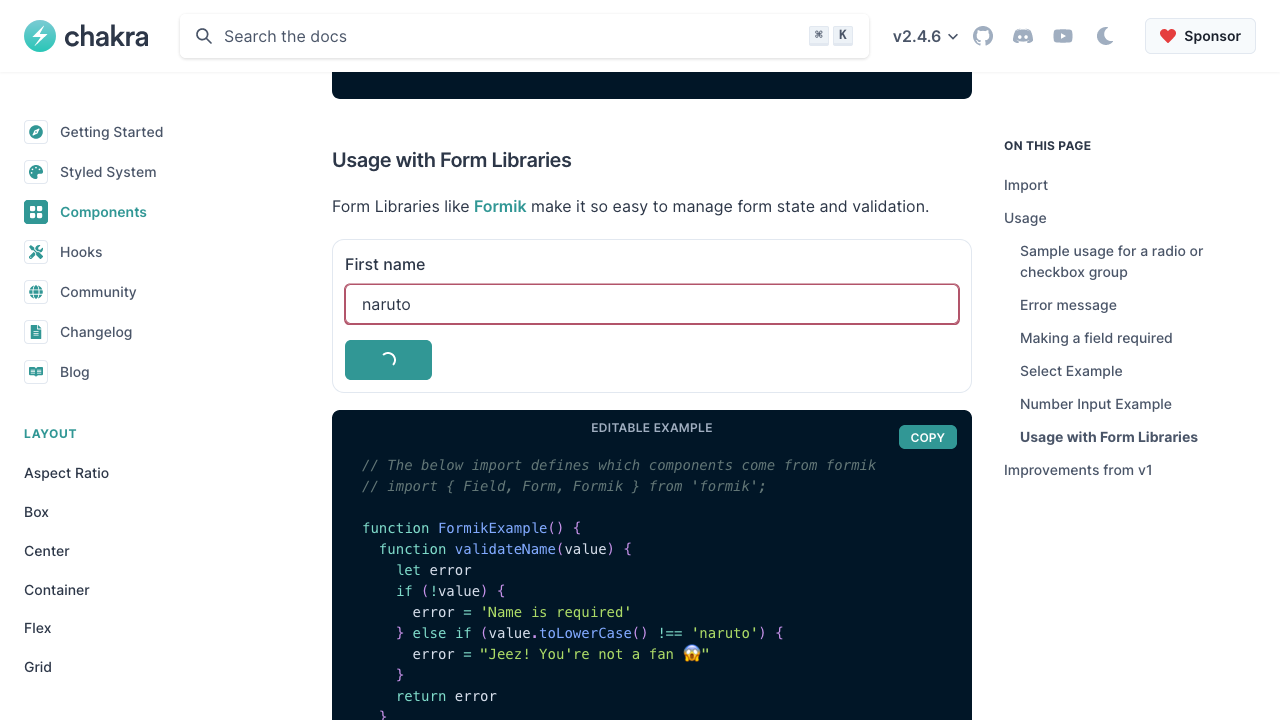 chakra
Search the docs
⌘ K
v2.4.6
Sponsor
Getting Started
Styled System
Components
Hooks
Community
Changelog
Blog
LAYOUT
Aspect Ratio
Box
Center
Container
Flex
Grid
Usage with Form Libraries
Form Libraries like Formik make it so easy to manage form state and validation.
First name
naruto
EDITABLE EXAMPLE
COPY
// The below import defines which components come from formik
// import { Field, Form, Formik } from 'formik';
function FormikExample() {
function validateName(value) {
let error
if (!value) {
error = 'Name is required'
} else if (value.toLowerCase() !== 'naruto') {
error = "Jeez! You're not a fan 😱"
}
return error
}
ON THIS PAGE
Import
Usage
Sample usage for a radio or
checkbox group
Error message
Making a field required
Select Example
Number Input Example
Usage with Form Libraries
Improvements from v1